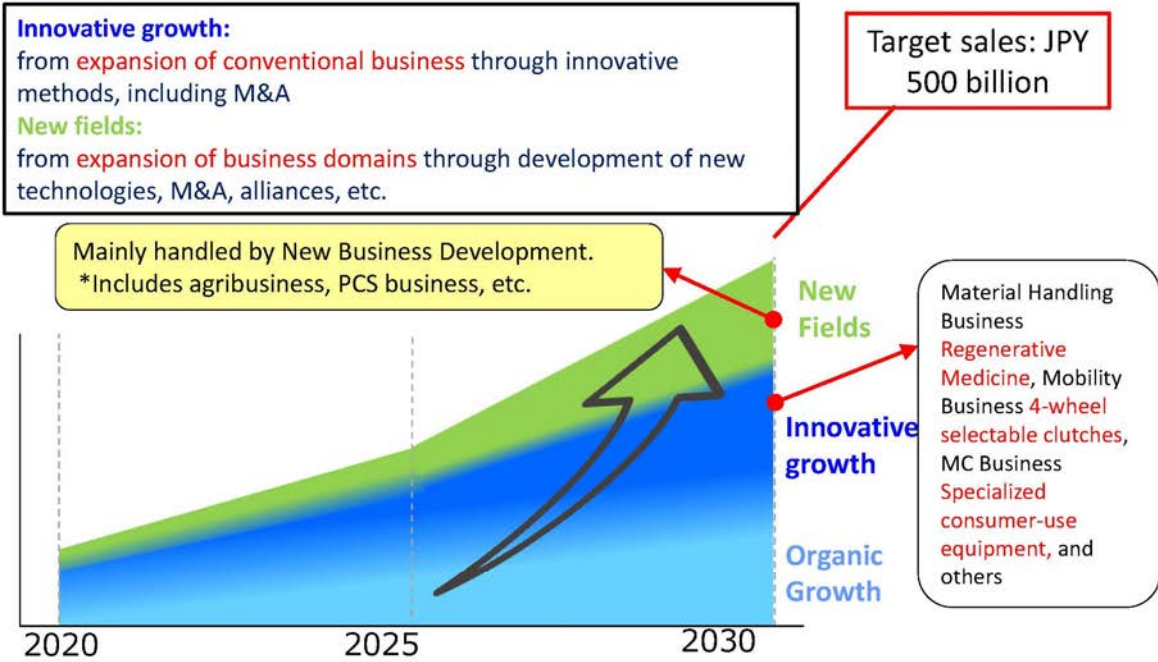 Innovative growth:
from expansion of conventional business through innovative
methods, including M&A
New fields:
from expansion of business domains through development of new
technologies, M&A, alliances, etc.
Target sales: JPY
500 billion
Mainly handled by New Business Development.
*Includes agribusiness, PCS business, etc.
New
Fields
Innovative
growth
Organic
Growth
Material Handling
Business
Regenerative
Medicine, Mobility
Business 4-wheel
selectable clutches,
MC Business
Specialized
consumer-use
equipment, and
others
2020
2025
2030